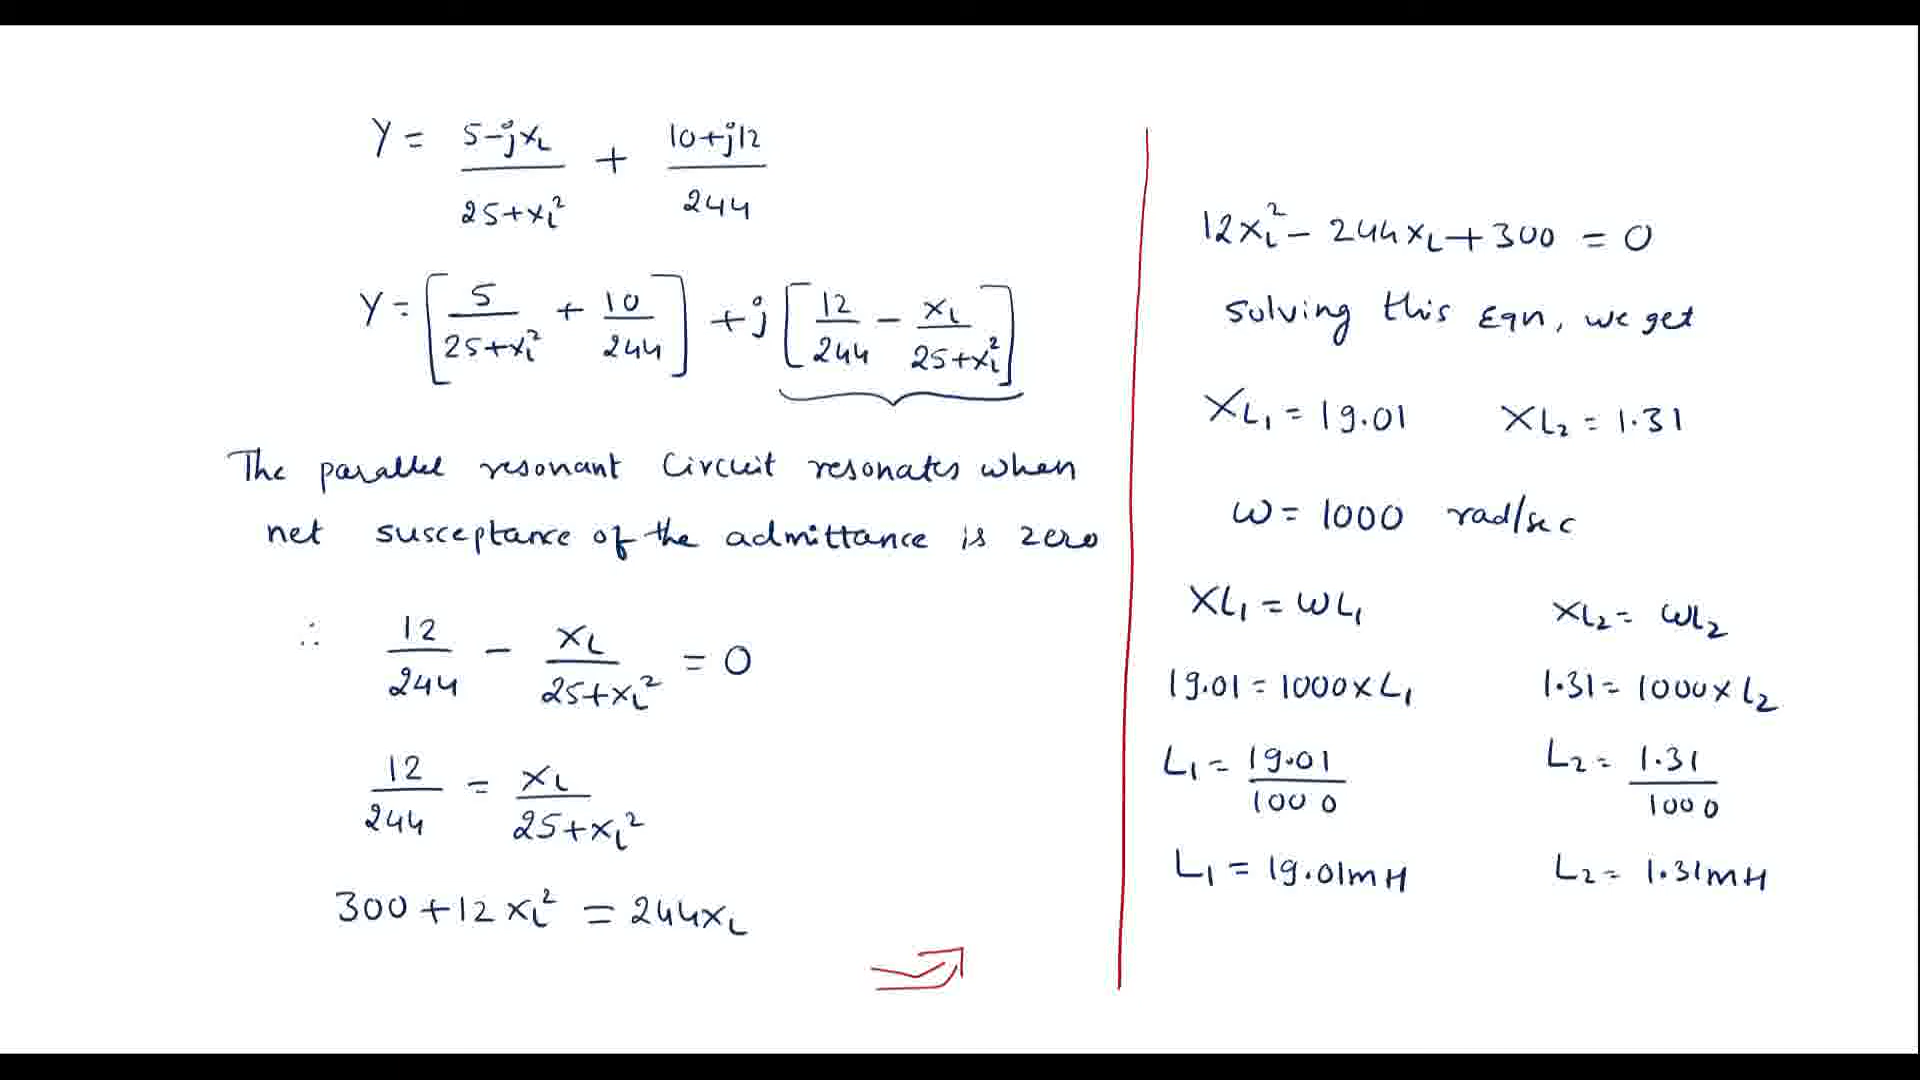 Y = (5-jXL)/(25+XL²) + (10+j12)/244
Y = [5/(25+XL²) + 10/244] + j[12/244 - XL/(25+XL²)]
The parallel resonant Circuit resonates when
net susceptance of the admittance is zero
∴ 12/244 - XL/(25+XL²) = 0
12/244 = XL/(25+XL²)
300 + 12XL² = 244XL
12XL² - 244XL + 300 = 0
Solving this Eqn, we get
XL₁ = 19.01 XL₂ = 1.31
ω = 1000 rad/sec
XL₁ = ωL₁ XL₂ = ωL₂
19.01 = 1000×L₁ 1.31 = 1000×L₂
L₁ = 19.01/1000 L₂ = 1.31/1000
L₁ = 19.01mH L₂ = 1.31mH